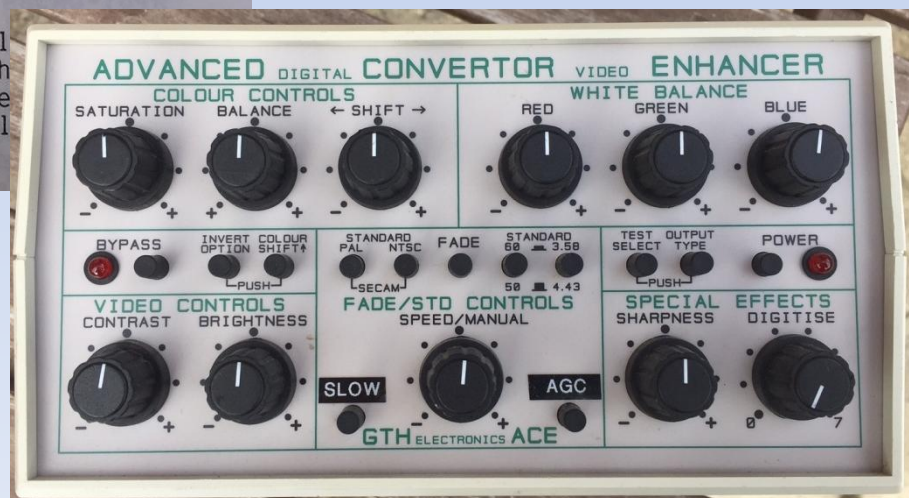 l
h
e
l
ADVANCED DIGITAL CONVERTOR VIDEO ENHANCER
COLOUR CONTROLS
WHITE BALANCE
SATURATION BALANCE ← SHIFT → RED GREEN BLUE
- + - + - + - + - + - +
BYPASS
INVERT OPTION
COLOUR SHIFT↑
PUSH
STANDARD
PAL NTSC
SECAM
FADE
STANDARD
60 3.58
50 4.43
TEST SELECT
OUTPUT TYPE
PUSH
POWER
VIDEO CONTROLS
CONTRAST BRIGHTNESS
- + - +
FADE/STD CONTROLS
SPEED/MANUAL
- +
SLOW
AGC
GTH ELECTRONICS ACE
SPECIAL EFFECTS
SHARPNESS DIGITISE
- + 0 7